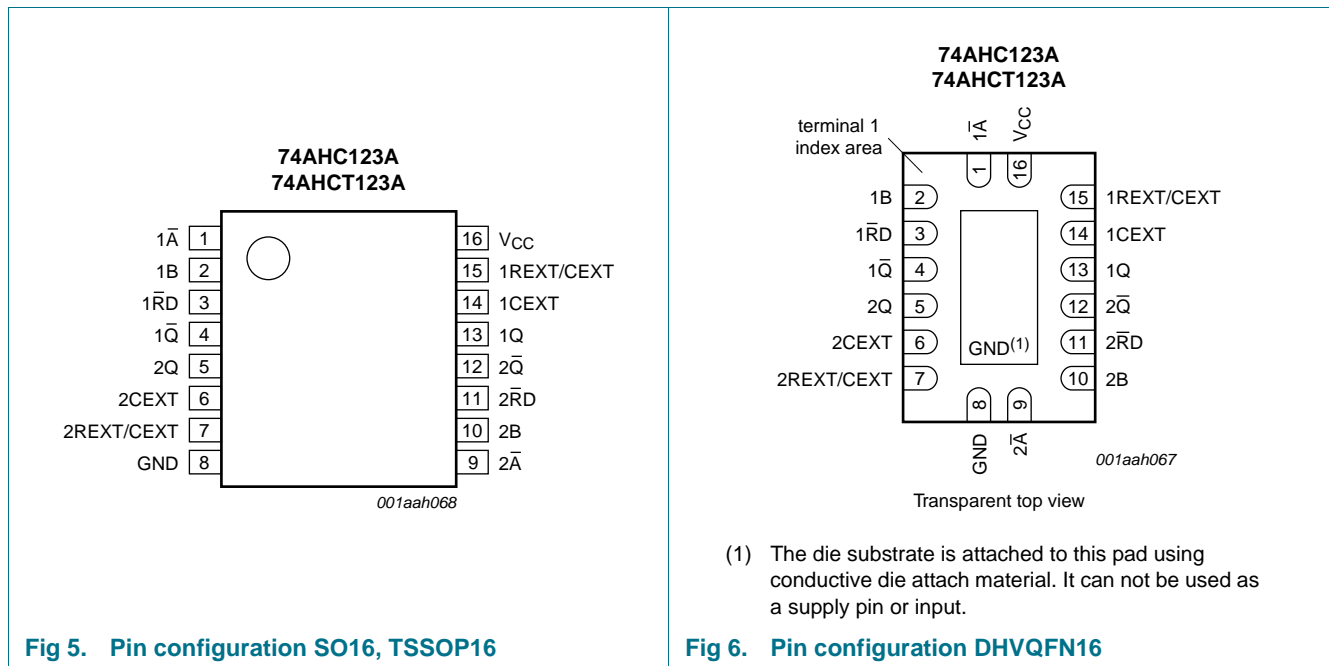 74AHC123A
74AHCT123A
1A̅ 1
1B 2
1R̅D 3
1Q̅ 4
2Q 5
2CEXT 6
2REXT/CEXT 7
GND 8
16 VCC
15 1REXT/CEXT
14 1CEXT
13 1Q
12 2Q̅
11 2R̅D
10 2B
9 2A̅
001aah068
Fig 5. Pin configuration SO16, TSSOP16
74AHC123A
74AHCT123A
terminal 1
index area
1A̅ 1
VCC 16
1B 2
1R̅D 3
1Q̅ 4
2Q 5
2CEXT 6
2REXT/CEXT 7
15 1REXT/CEXT
14 1CEXT
13 1Q
12 2Q̅
11 2R̅D
10 2B
GND(1)
8 GND
9 2A̅
001aah067
Transparent top view
(1) The die substrate is attached to this pad using
conductive die attach material. It can not be used as
a supply pin or input.
Fig 6. Pin configuration DHVQFN16